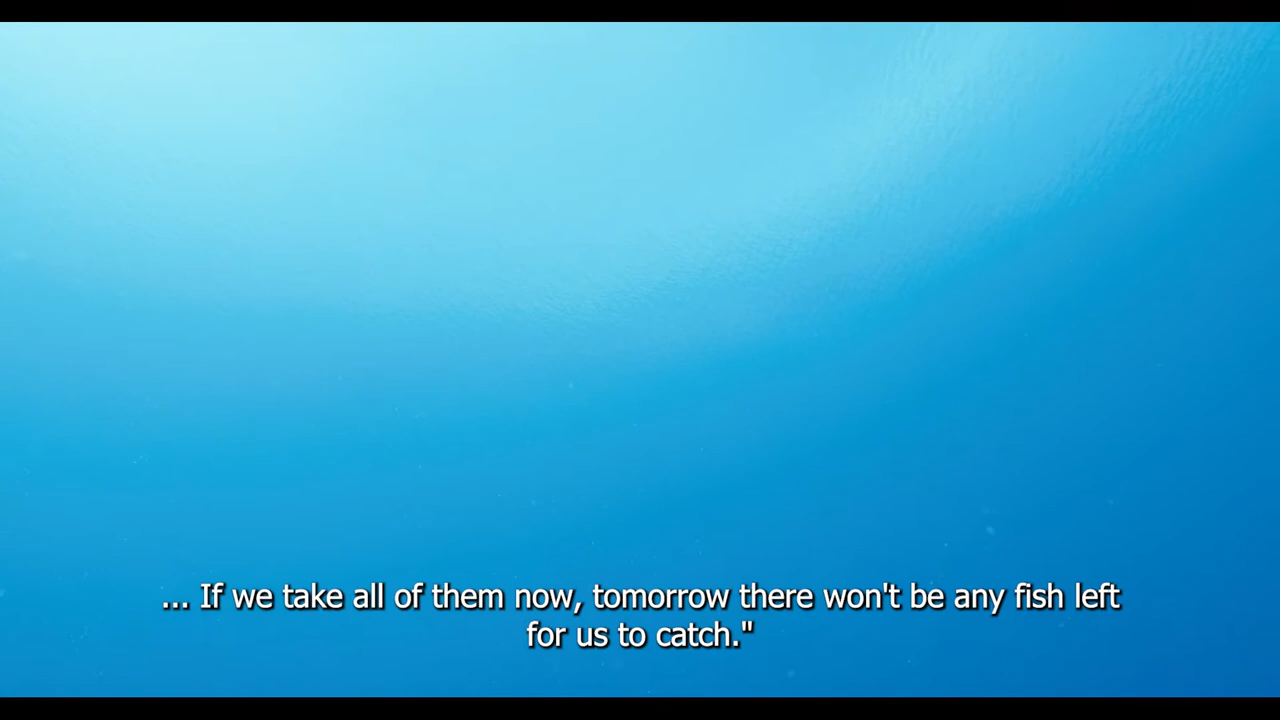 ... If we take all of them now, tomorrow there won't be any fish left
for us to catch."